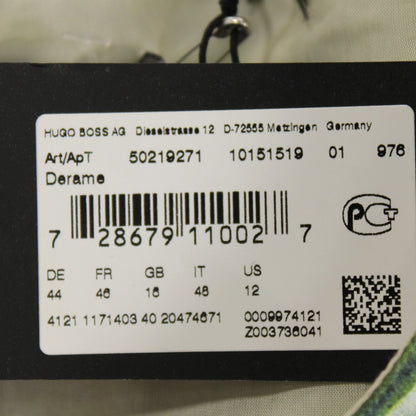 HUGO BOSS AG Dieselstrasse 12 D-72555 Metzingen Germany
Art/ApT 50219271 10151519 01 976
Derame
7 28679 11002 7
PCT
DE FR GB IT US
44 46 16 48 12
4121 1171403 40 20474671 0009974121
Z003736041